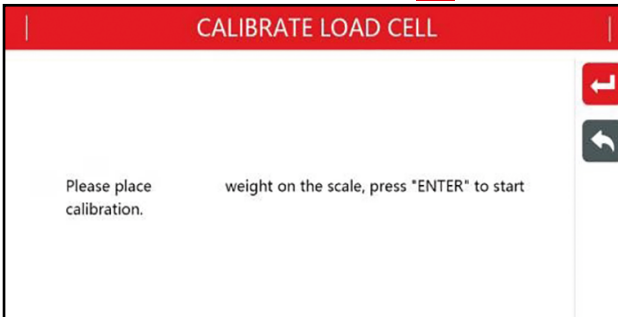 CALIBRATE LOAD CELL
Please place weight on the scale, press "ENTER" to start
calibration.